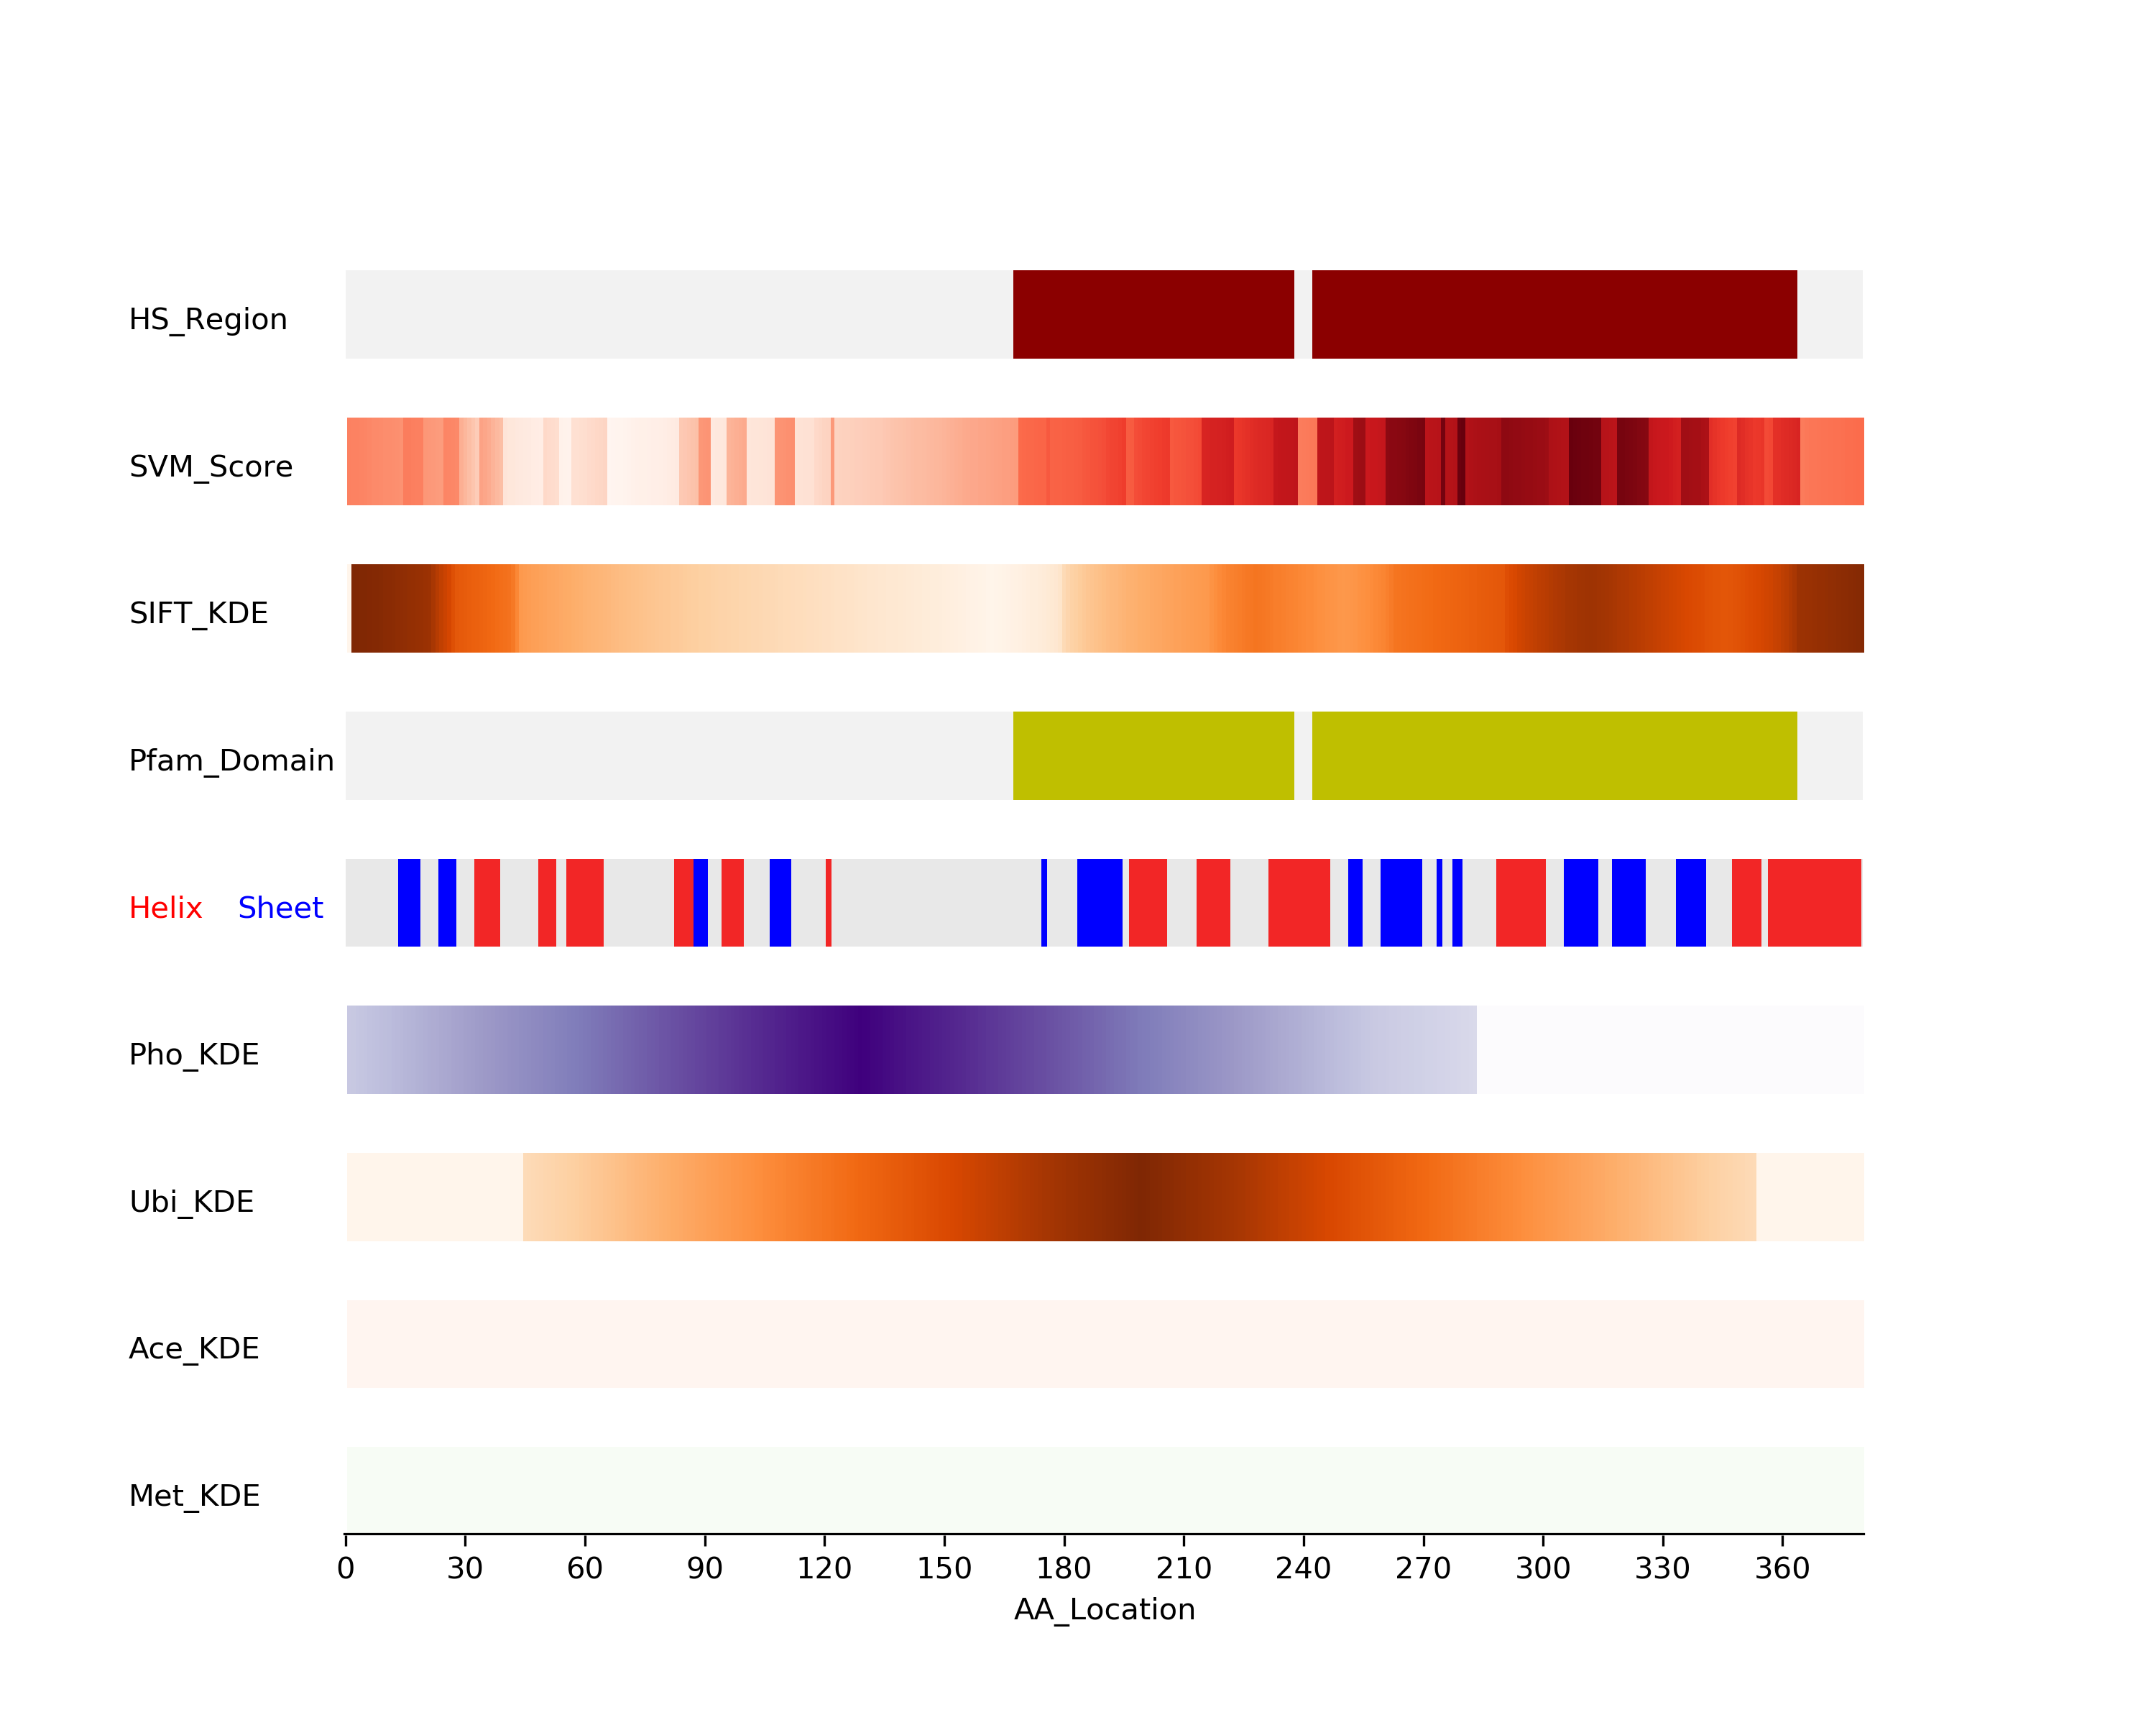 HS_Region
SVM_Score
SIFT_KDE
Pfam_Domain
Helix Sheet
Pho_KDE
Ubi_KDE
Ace_KDE
Met_KDE
0 30 60 90 120 150 180 210 240 270 300 330 360
AA_Location